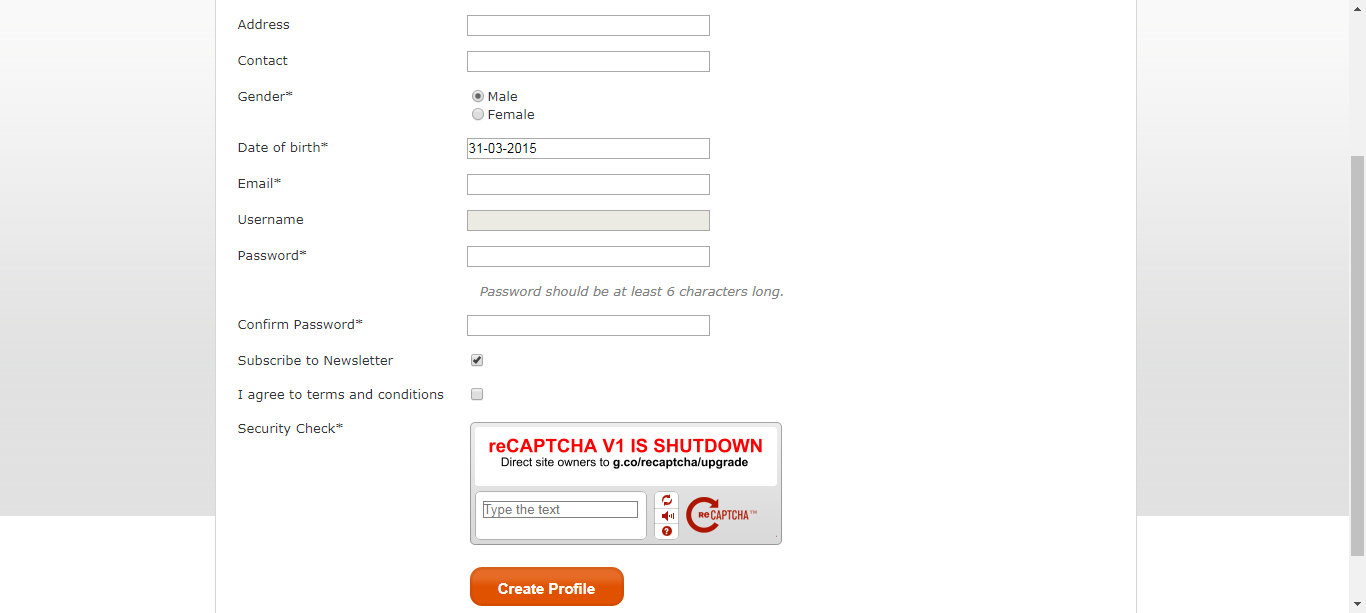 Address
Contact
Gender*
Male
Female
Date of birth*
31-03-2015
Email*
Username
Password*
Password should be at least 6 characters long.
Confirm Password*
Subscribe to Newsletter
I agree to terms and conditions
Security Check*
reCAPTCHA V1 IS SHUTDOWN
Direct site owners to g.co/recaptcha/upgrade
Type the text
?
reCAPTCHA™
Create Profile